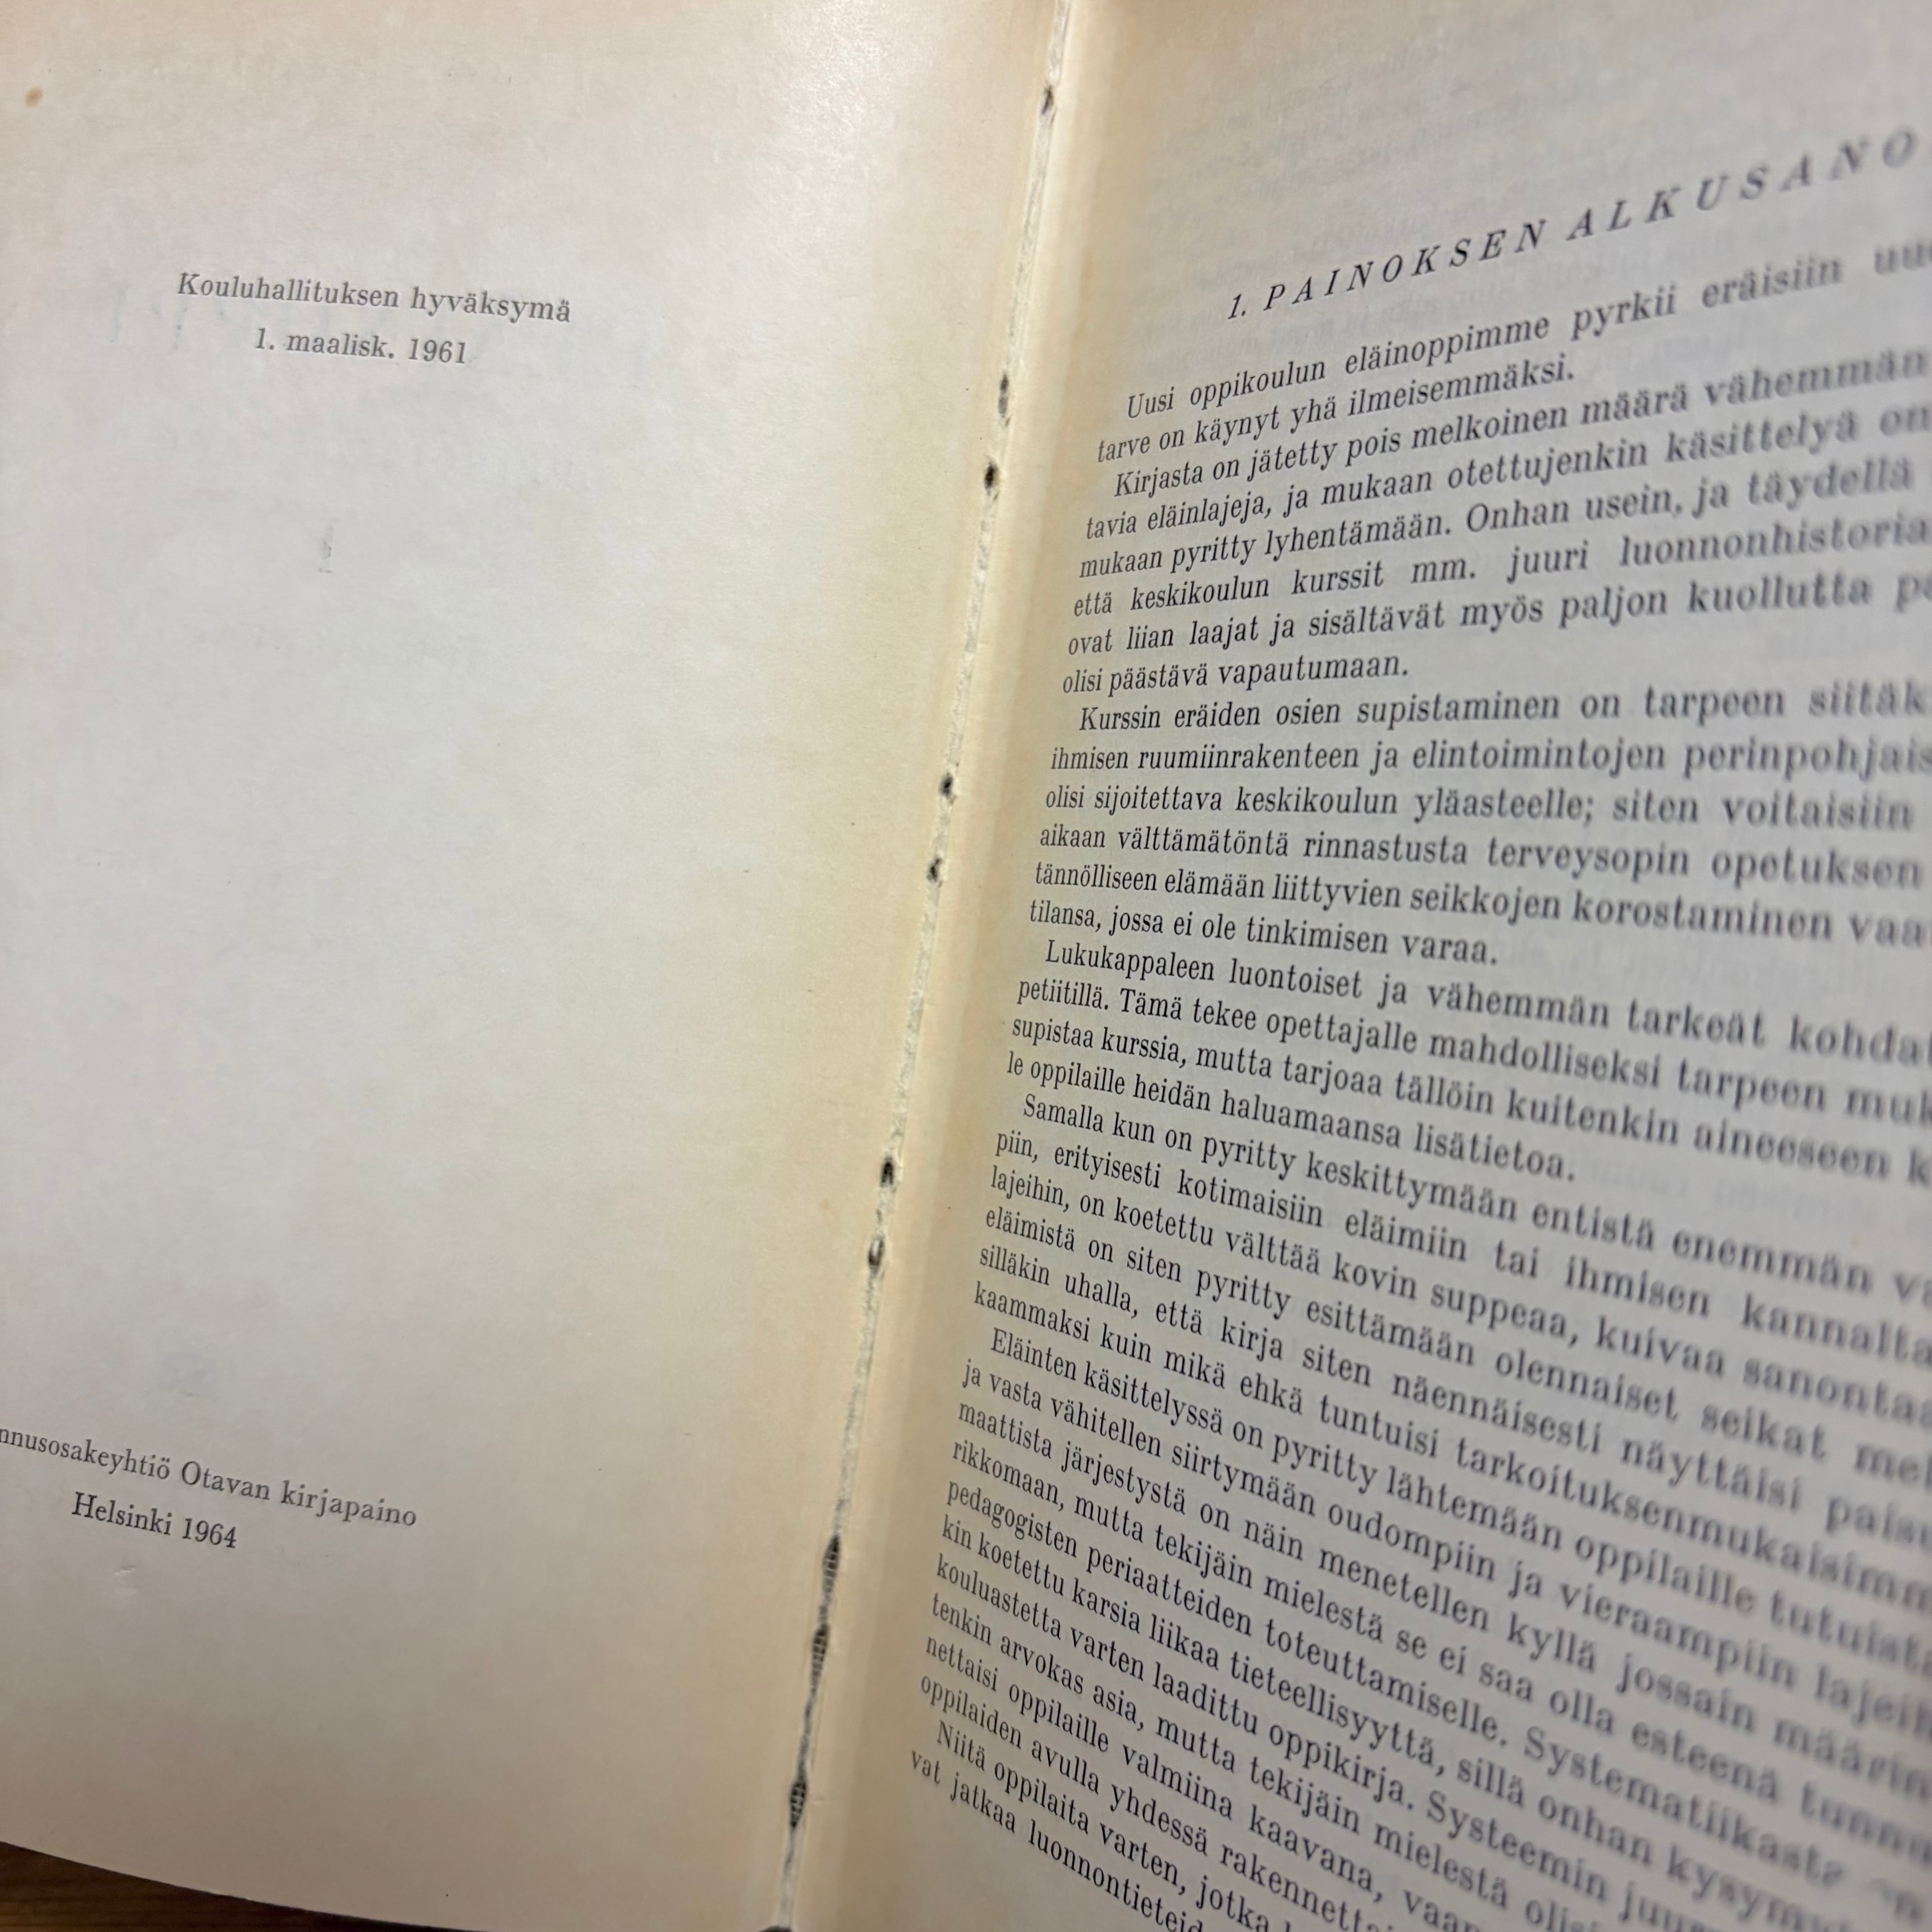 Kouluhallituksen hyväksymä
1. maalisk. 1961
Otavan kirjapaino
Helsinki 1964
1. PAINOKSEN
Uusi oppikoulun eläinoppimme pyrkii eräisiin
tarve on käynyt yhä ilmeisemmäksi.
Kirjasta on jätetty pois melkoinen määrä vähemmän
tavia eläinlajeja, ja mukaan otettujenkin käsittelyä on
mukaan pyritty lyhentämään. Onhan usein, ja täydellä
että keskikoulun kurssit mm. juuri
ovat liian laajat ja sisältävät myös paljon kuollutta
olisi päästävä vapautumaan.
Kurssin eräiden osien supistaminen on tarpeen
ihmisen ruumiinrakenteen ja elintoimintojen
olisi sijoitettava keskikoulun yläasteelle; siten voitaisiin
aikaan välttämätöntä rinnastusta terveysopin opetuksen
tännölliseen elämään liittyvien seikkojen korostaminen
tilansa, jossa ei ole tinkimisen varaa.
Lukukappaleen luontoiset ja vähemmän tarkeät
petiitillä. Tämä tekee opettajalle mahdolliseksi tarpeen
supistaa kurssia, mutta tarjoaa tällöin kuitenkin aineeseen
le oppilaille heidän haluamaansa lisätietoa.
Samalla kun on pyritty keskittymään entistä enemmän
piin, erityisesti kotimaisiin eläimiin tai ihmisen kannalta
lajeihin, on koetettu välttää kovin suppeaa, kuivaa
eläimistä on siten pyritty esittämään olennaiset seikat
silläkin uhalla, että kirja siten näennäisesti näyttäisi
kaammaksi kuin mikä ehkä tuntuisi
Eläinten käsittelyssä on pyritty lähtemään oppilaille
ja vasta vähitellen siirtymään oudompiin ja vieraampiin
maattista järjestystä on näin menetellen kyllä jossain
rikkomaan, mutta tekijäin mielestä se ei saa olla esteenä
pedagogisten periaatteiden toteuttamiselle.
kin koetettu karsia liikaa tieteellisyyttä, sillä onhan
kouluastetta varten laadittu oppikirja. Systeemin
tenkin arvokas asia, mutta tekijäin mielestä
nettaisi oppilaille valmiina kaavana,
oppilaiden avulla yhdessä
Niitä oppilaita varten, jotka
vat jatkaa